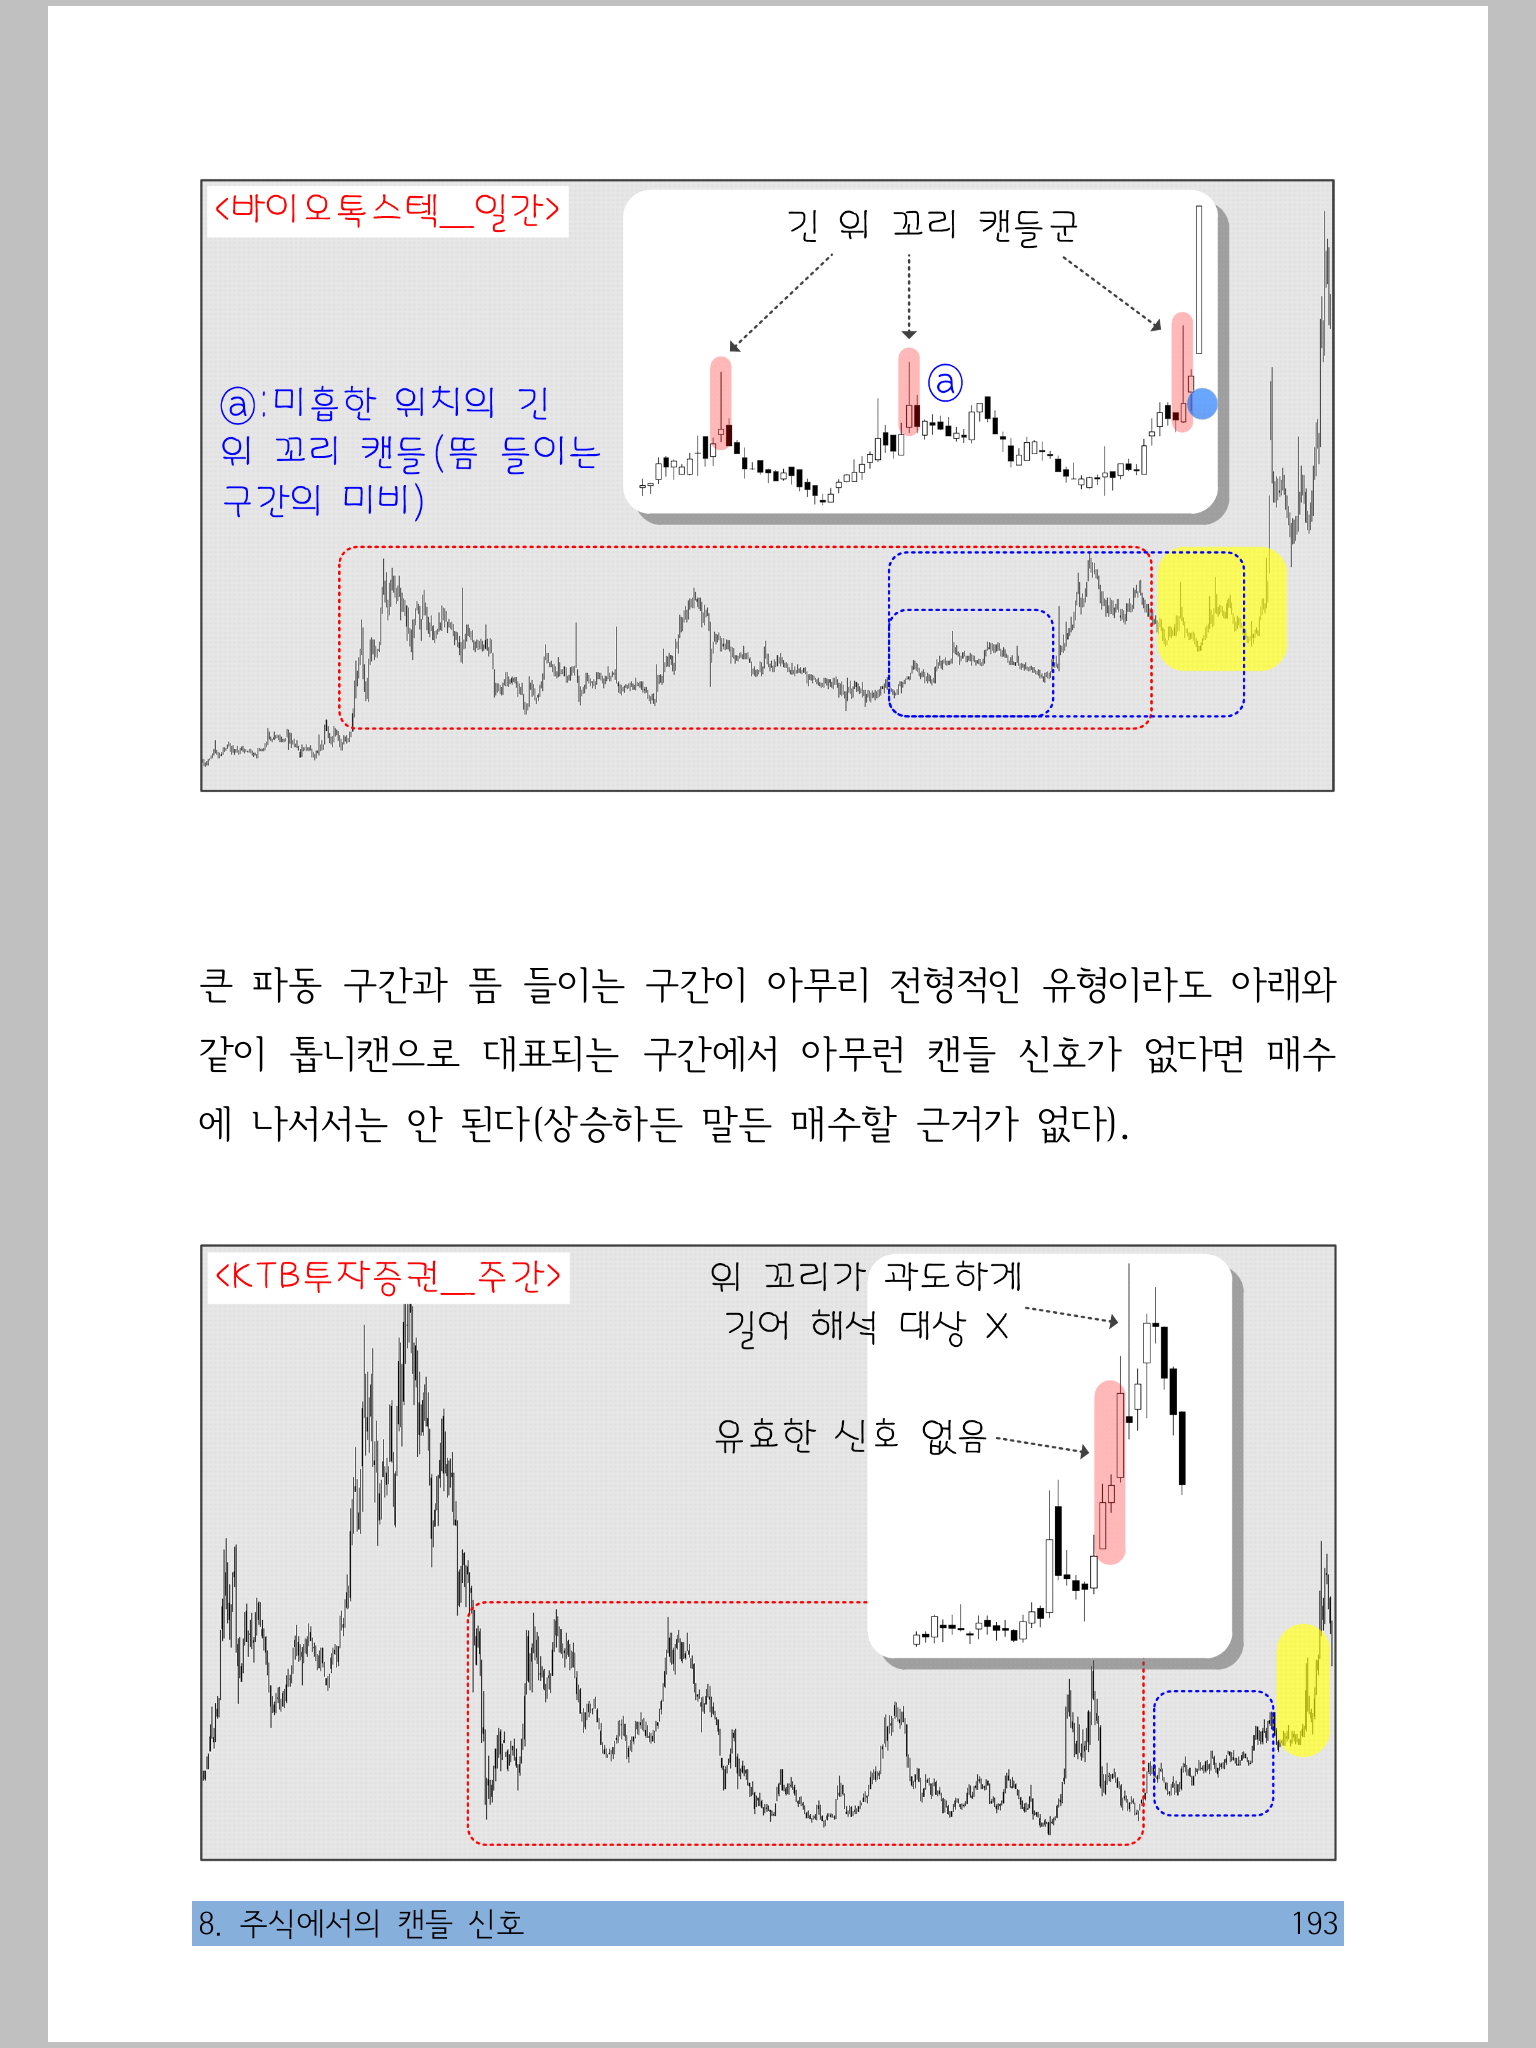 <바이오톡스텍__일간>
긴 위 꼬리 캔들군
ⓐ
ⓐ:미흡한 위치의 긴
위 꼬리 캔들(뜸 들이는
구간의 미비)
큰 파동 구간과 뜸 들이는 구간이 아무리 전형적인 유형이라도 아래와
같이 톱니캔으로 대표되는 구간에서 아무런 캔들 신호가 없다면 매수
에 나서서는 안 된다(상승하든 말든 매수할 근거가 없다).
<KTB투자증권__주간>
위 꼬리가 과도하게
길어 해석 대상 X
유효한 신호 없음
8. 주식에서의 캔들 신호 193